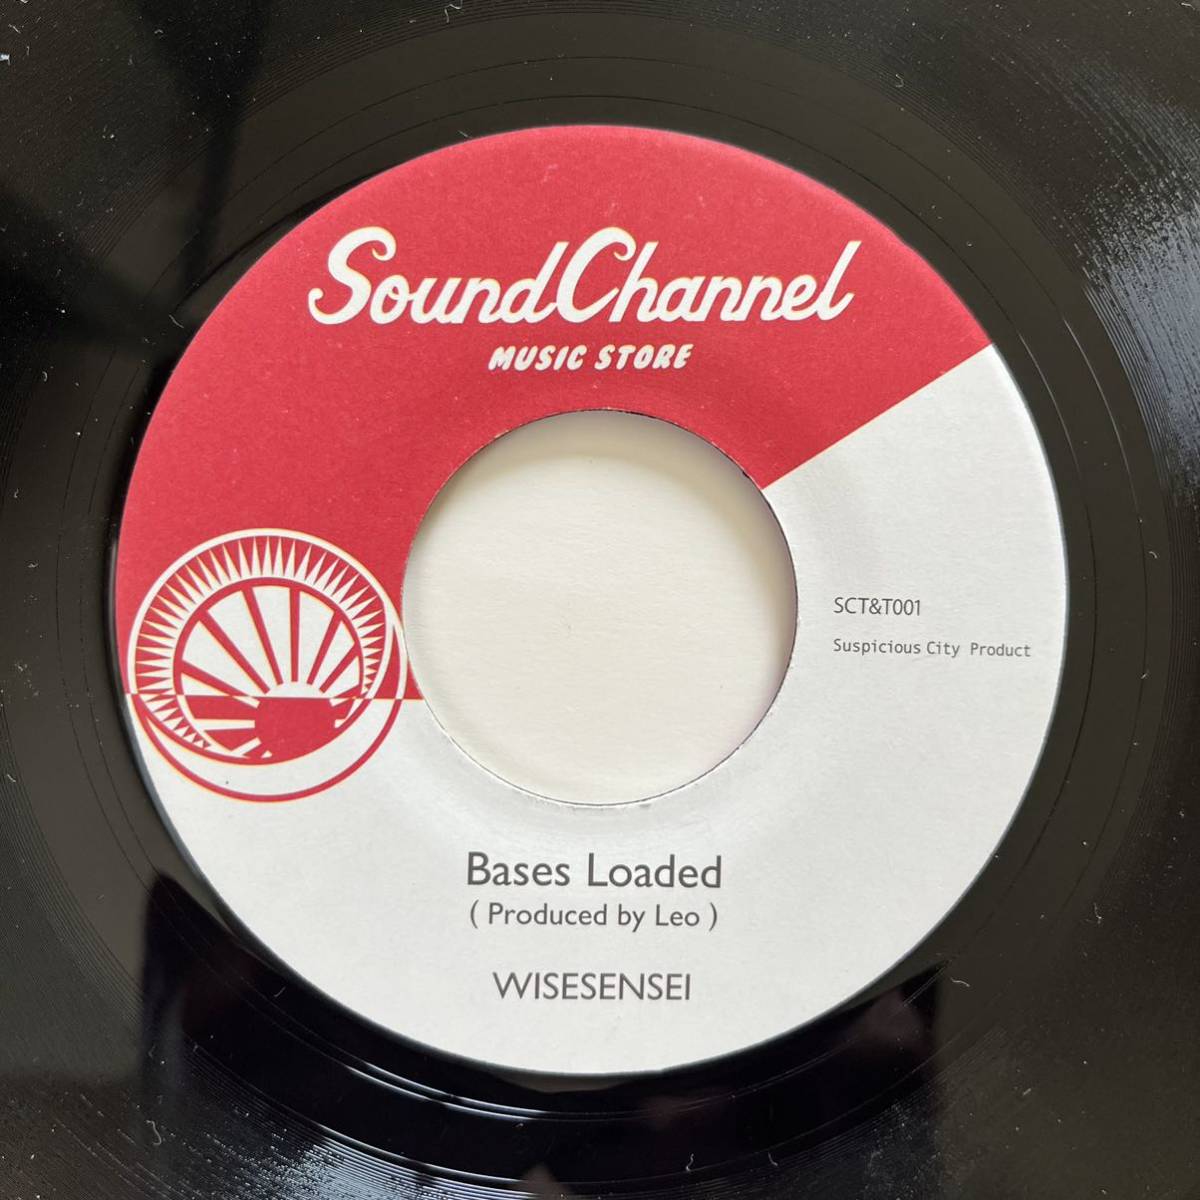 SoundChannel
MUSIC STORE
SCT&T001
Suspicious City Product
Bases Loaded
( Produced by Leo )
WISESENSEI